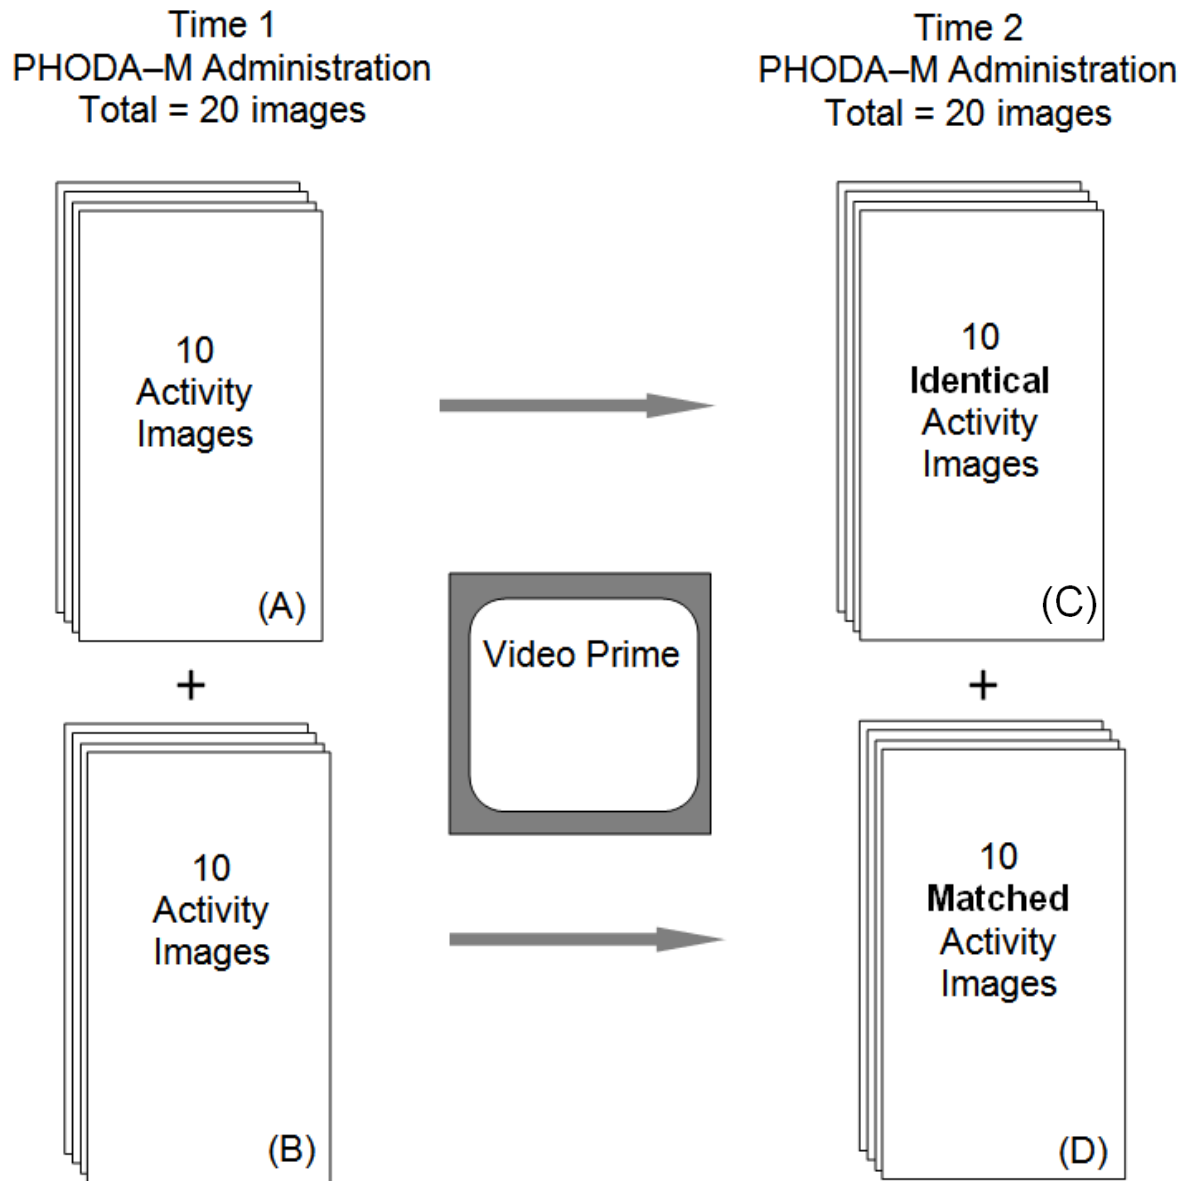 Time 1
PHODA–M Administration
Total = 20 images
Time 2
PHODA–M Administration
Total = 20 images
10
Activity
Images
(A)
10
Identical
Activity
Images
(C)
Video Prime
+
+
10
Activity
Images
(B)
10
Matched
Activity
Images
(D)